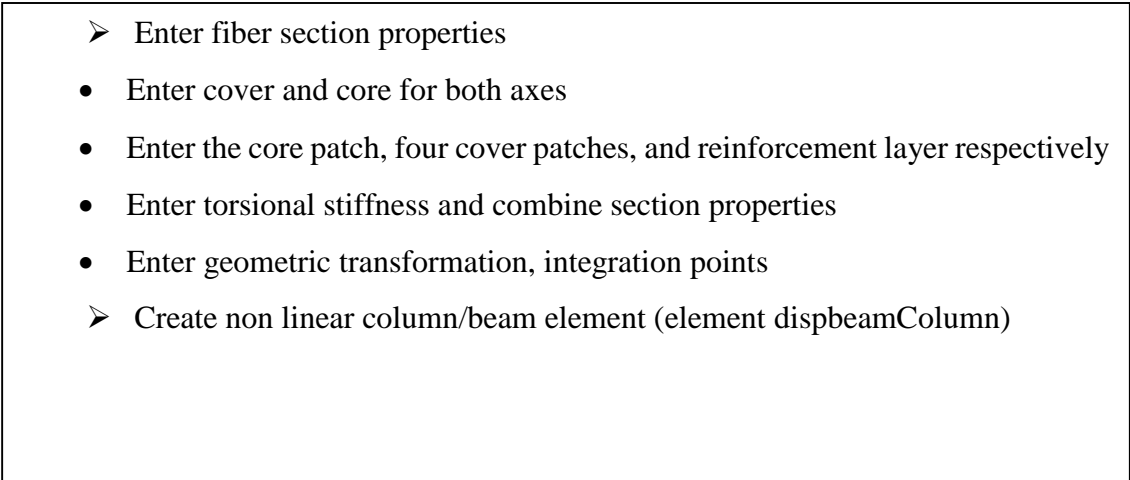 ➢ Enter fiber section properties
• Enter cover and core for both axes
• Enter the core patch, four cover patches, and reinforcement layer respectively
• Enter torsional stiffness and combine section properties
• Enter geometric transformation, integration points
➢ Create non linear column/beam element (element dispbeamColumn)